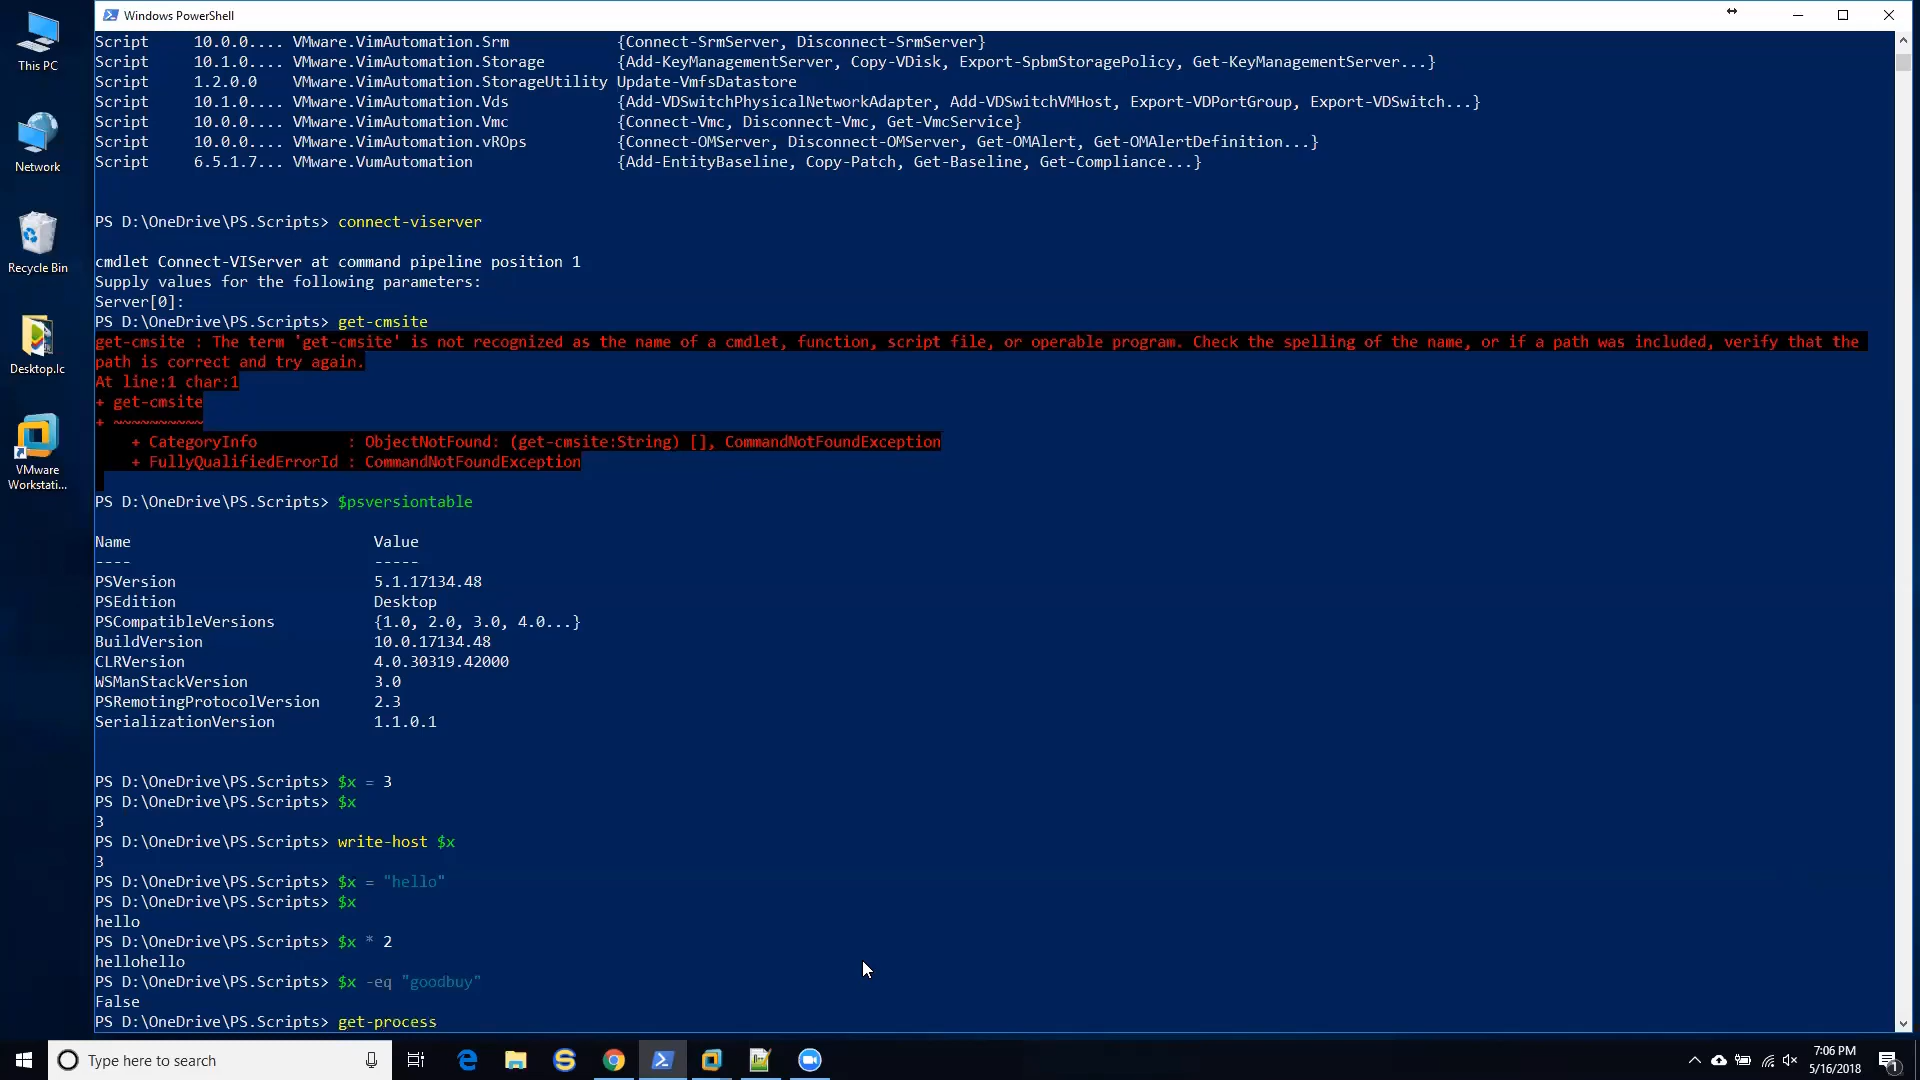 Windows PowerShell
This PC
Network
Recycle Bin
Desktop.lc
VMware
Workstati...
Script     10.0.0.... VMware.VimAutomation.Srm            {Connect-SrmServer, Disconnect-SrmServer}
Script     10.1.0.... VMware.VimAutomation.Storage        {Add-KeyManagementServer, Copy-VDisk, Export-SpbmStoragePolicy, Get-KeyManagementServer...}
Script     1.2.0.0    VMware.VimAutomation.StorageUtility Update-VmfsDatastore
Script     10.1.0.... VMware.VimAutomation.Vds            {Add-VDSwitchPhysicalNetworkAdapter, Add-VDSwitchVMHost, Export-VDPortGroup, Export-VDSwitch...}
Script     10.0.0.... VMware.VimAutomation.Vmc            {Connect-Vmc, Disconnect-Vmc, Get-VmcService}
Script     10.0.0.... VMware.VimAutomation.vROps          {Connect-OMServer, Disconnect-OMServer, Get-OMAlert, Get-OMAlertDefinition...}
Script     6.5.1.7... VMware.VumAutomation                {Add-EntityBaseline, Copy-Patch, Get-Baseline, Get-Compliance...}
PS D:\OneDrive\PS.Scripts> connect-viserver
cmdlet Connect-VIServer at command pipeline position 1
Supply values for the following parameters:
Server[0]:
PS D:\OneDrive\PS.Scripts> get-cmsite
get-cmsite : The term 'get-cmsite' is not recognized as the name of a cmdlet, function, script file, or operable program. Check the spelling of the name, or if a path was included, verify that the
path is correct and try again.
At line:1 char:1
+ get-cmsite
+ ~~~~~~~~~~
    + CategoryInfo          : ObjectNotFound: (get-cmsite:String) [], CommandNotFoundException
    + FullyQualifiedErrorId : CommandNotFoundException
PS D:\OneDrive\PS.Scripts> $psversiontable
Name                           Value
----                           -----
PSVersion                      5.1.17134.48
PSEdition                      Desktop
PSCompatibleVersions           {1.0, 2.0, 3.0, 4.0...}
BuildVersion                   10.0.17134.48
CLRVersion                     4.0.30319.42000
WSManStackVersion              3.0
PSRemotingProtocolVersion      2.3
SerializationVersion           1.1.0.1
PS D:\OneDrive\PS.Scripts> $x = 3
PS D:\OneDrive\PS.Scripts> $x
3
PS D:\OneDrive\PS.Scripts> write-host $x
3
PS D:\OneDrive\PS.Scripts> $x = "hello"
PS D:\OneDrive\PS.Scripts> $x
hello
PS D:\OneDrive\PS.Scripts> $x * 2
hellohello
PS D:\OneDrive\PS.Scripts> $x -eq "goodbuy"
False
PS D:\OneDrive\PS.Scripts> get-process
Type here to search
7:06 PM
5/16/2018
1